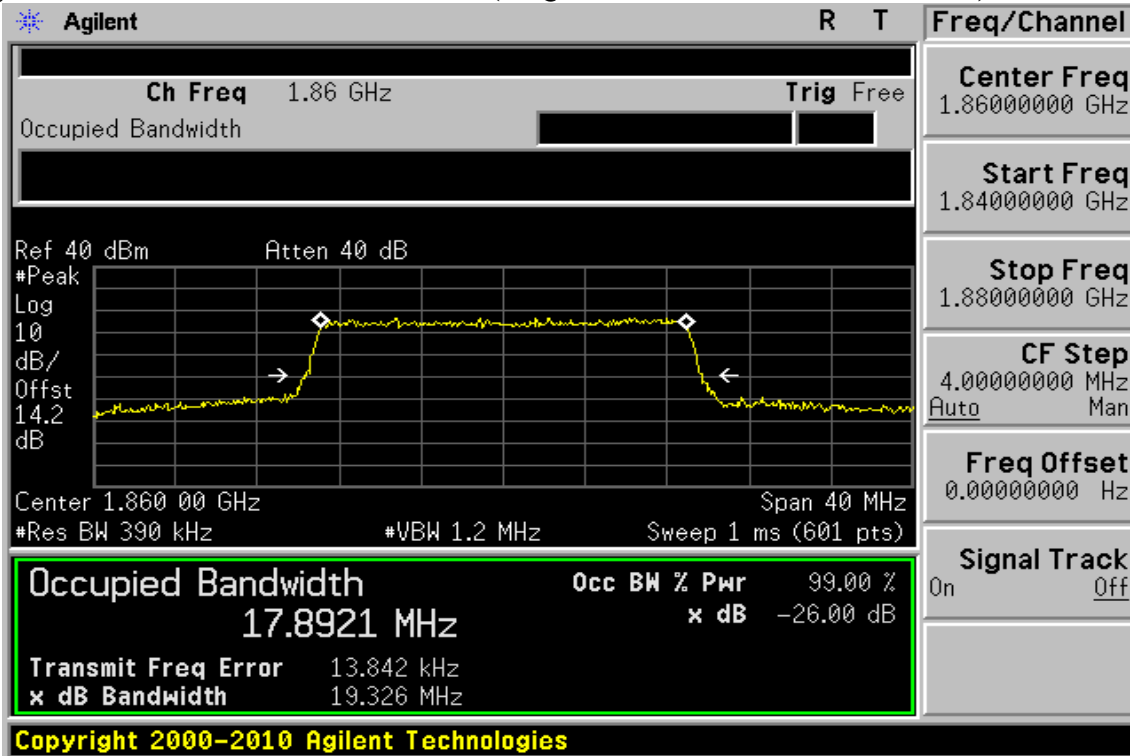 Agilent R T
Freq/Channel
Ch Freq 1.86 GHz Trig Free
Occupied Bandwidth
Center Freq
1.86000000 GHz
Start Freq
1.84000000 GHz
Stop Freq
1.88000000 GHz
CF Step
4.00000000 MHz
Auto Man
Freq Offset
0.00000000 Hz
Signal Track
On Off
Ref 40 dBm Atten 40 dB
#Peak
Log
10
dB/
Offst
14.2
dB
Center 1.860 00 GHz Span 40 MHz
#Res BW 390 kHz #VBW 1.2 MHz Sweep 1 ms (601 pts)
Occupied Bandwidth Occ BW % Pwr 99.00 %
17.8921 MHz x dB -26.00 dB
Transmit Freq Error 13.842 kHz
x dB Bandwidth 19.326 MHz
Copyright 2000-2010 Agilent Technologies